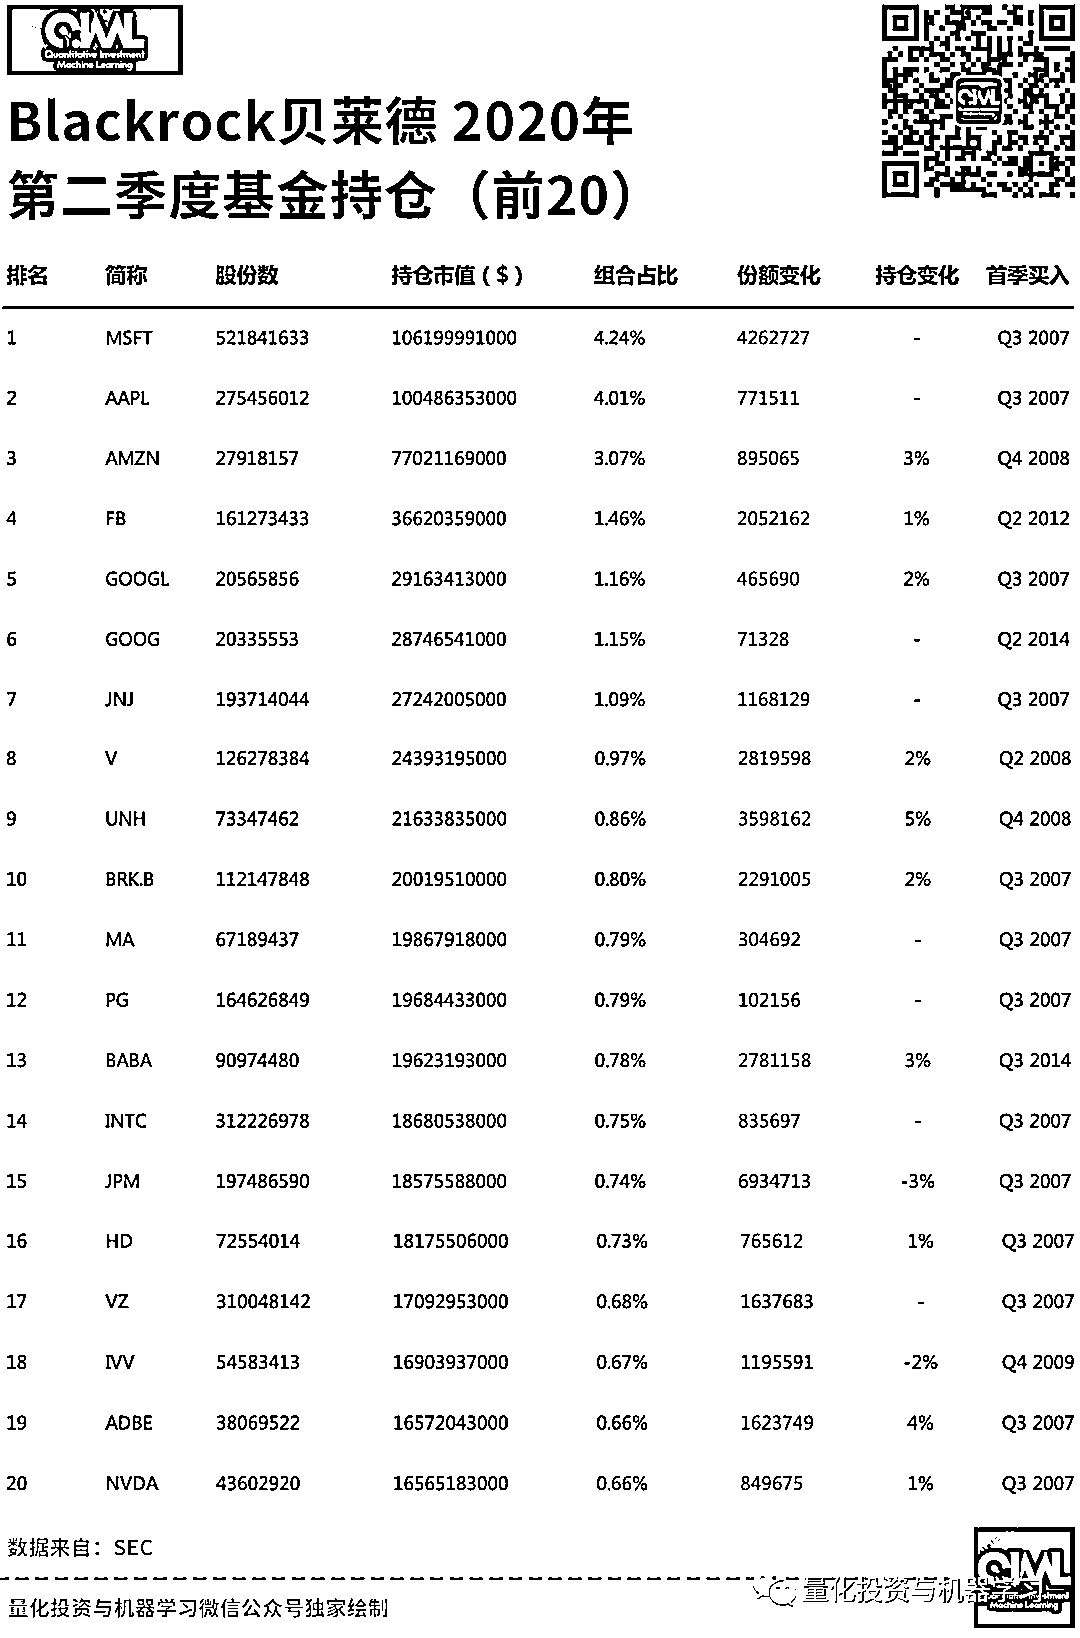 QIML
Quantitative Investment
Machine Learning
QIML
Blackrock贝莱德 2020年
第二季度基金持仓（前20）
排名 简称 股份数 持仓市值（$） 组合占比 份额变化 持仓变化 首季买入
1 MSFT 521841633 106199991000 4.24% 4262727 - Q3 2007
2 AAPL 275456012 100486353000 4.01% 771511 - Q3 2007
3 AMZN 27918157 77021169000 3.07% 895065 3% Q4 2008
4 FB 161273433 36620359000 1.46% 2052162 1% Q2 2012
5 GOOGL 20565856 29163413000 1.16% 465690 2% Q3 2007
6 GOOG 20335553 28746541000 1.15% 71328 - Q2 2014
7 JNJ 193714044 27242005000 1.09% 1168129 - Q3 2007
8 V 126278384 24393195000 0.97% 2819598 2% Q2 2008
9 UNH 73347462 21633835000 0.86% 3598162 5% Q4 2008
10 BRK.B 112147848 20019510000 0.80% 2291005 2% Q3 2007
11 MA 67189437 19867918000 0.79% 304692 - Q3 2007
12 PG 164626849 19684433000 0.79% 102156 - Q3 2007
13 BABA 90974480 19623193000 0.78% 2781158 3% Q3 2014
14 INTC 312226978 18680538000 0.75% 835697 - Q3 2007
15 JPM 197486590 18575588000 0.74% 6934713 -3% Q3 2007
16 HD 72554014 18175506000 0.73% 765612 1% Q3 2007
17 VZ 310048142 17092953000 0.68% 1637683 - Q3 2007
18 IVV 54583413 16903937000 0.67% 1195591 -2% Q4 2009
19 ADBE 38069522 16572043000 0.66% 1623749 4% Q3 2007
20 NVDA 43602920 16565183000 0.66% 849675 1% Q3 2007
数据来自：SEC
量化投资与机器学习微信公众号独家绘制
量化投资与机器学习
QIML
Machine Learning